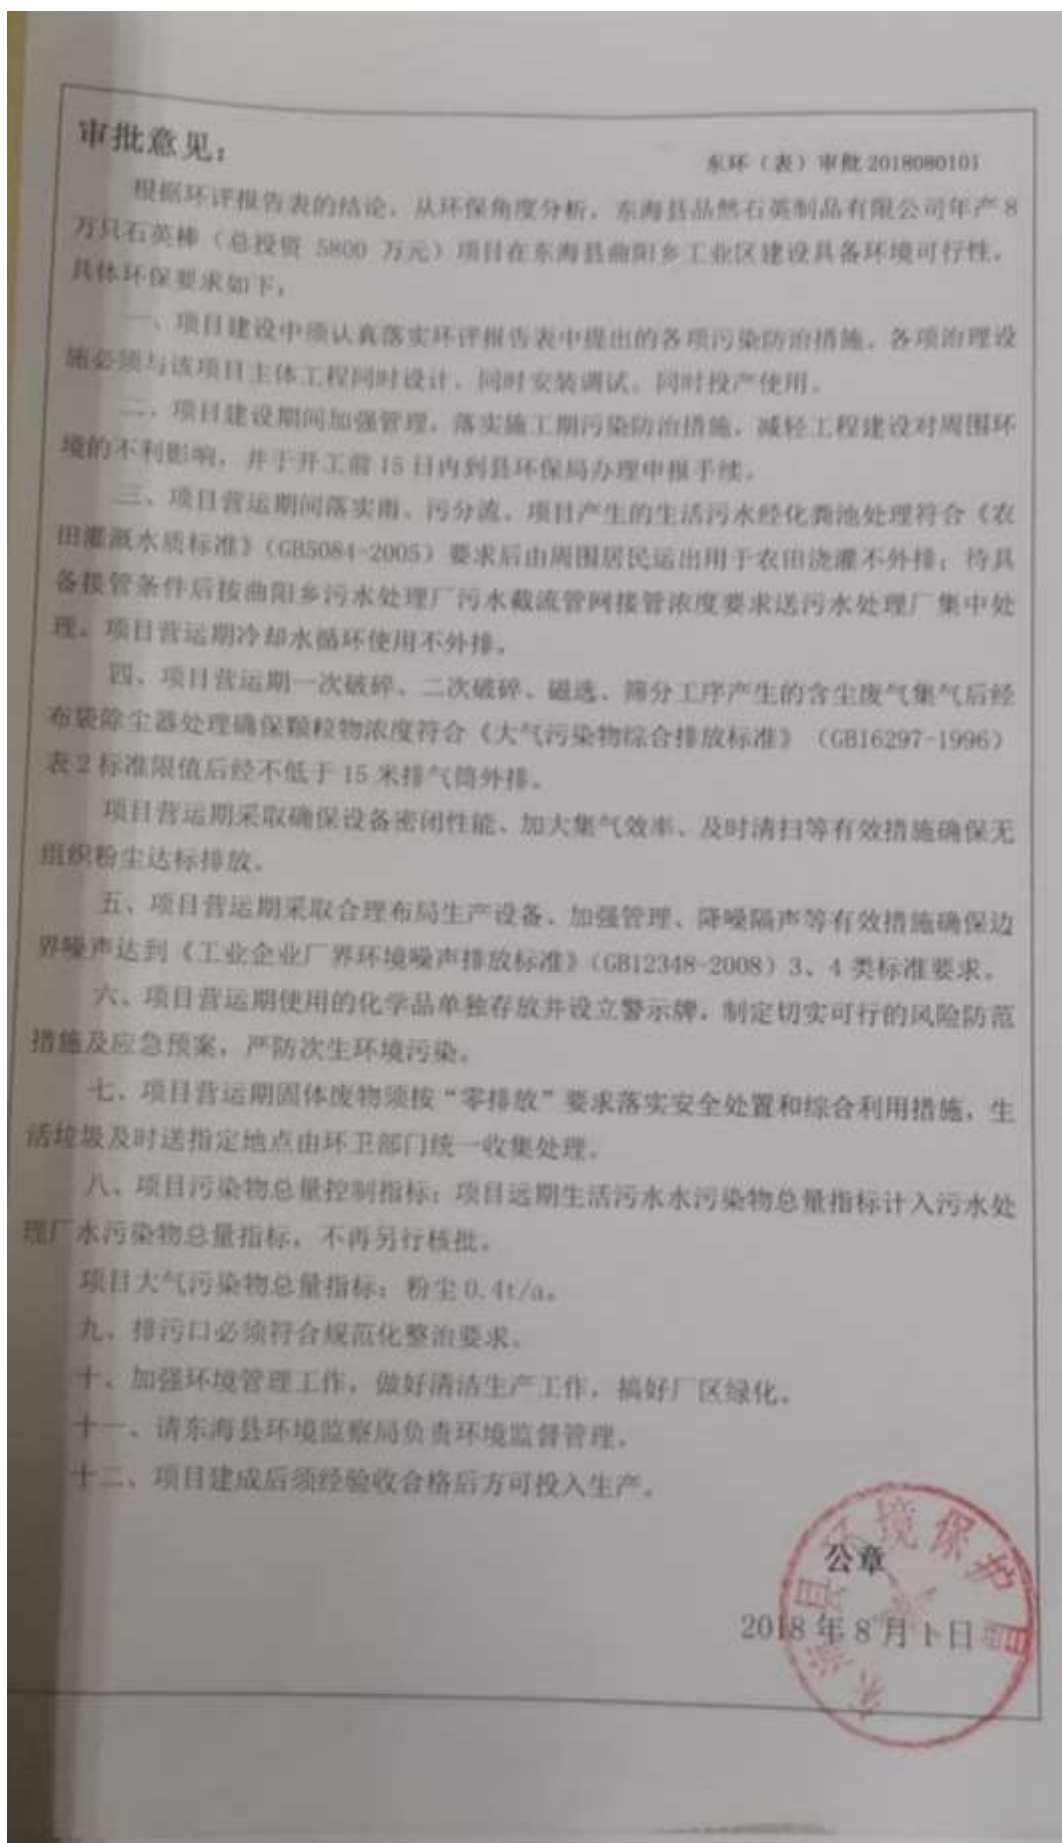 审批意见：
东环（表）审批2018080101
根据环评报告表的结论，从环保角度分析，东海县品然石英制品有限公司年产8
万只石英棒（总投资 5800 万元）项目在东海县曲阳乡工业区建设具备环境可行性。
具体环保要求如下：
一、项目建设中须认真落实环评报告表中提出的各项污染防治措施，各项治理设
施必须与该项目主体工程同时设计、同时安装调试、同时投产使用。
二、项目建设期间加强管理，落实施工期污染防治措施，减轻工程建设对周围环
境的不利影响，并于开工前 15 日内到县环保局办理申报手续。
三、项目营运期间落实雨、污分流。项目产生的生活污水经化粪池处理符合《农
田灌溉水质标准》（GB5084-2005）要求后由周围居民运出用于农田浇灌不外排；待具
备接管条件后按曲阳乡污水处理厂污水截流管网接管浓度要求送污水处理厂集中处
理。项目营运期冷却水循环使用不外排。
四、项目营运期一次破碎、二次破碎、磁选、筛分工序产生的含尘废气集气后经
布袋除尘器处理确保颗粒物浓度符合《大气污染物综合排放标准》（GB16297-1996）
表 2 标准限值后经不低于 15 米排气筒外排。
项目营运期采取确保设备密闭性能、加大集气效率、及时清扫等有效措施确保无
组织粉尘达标排放。
五、项目营运期采取合理布局生产设备、加强管理、降噪隔声等有效措施确保边
界噪声达到《工业企业厂界环境噪声排放标准》（GB12348-2008）3、4 类标准要求。
六、项目营运期使用的化学品单独存放并设立警示牌，制定切实可行的风险防范
措施及应急预案，严防次生环境污染。
七、项目营运期固体废物须按“零排放”要求落实安全处置和综合利用措施，生
活垃圾及时送指定地点由环卫部门统一收集处理。
八、项目污染物总量控制指标：项目远期生活污水水污染物总量指标计入污水处
理厂水污染物总量指标，不再另行核批。
项目大气污染物总量指标：粉尘 0.4t/a。
九、排污口必须符合规范化整治要求。
十、加强环境管理工作，做好清洁生产工作，搞好厂区绿化。
十一、请东海县环境监察局负责环境监督管理。
十二、项目建成后须经验收合格后方可投入生产。
东海县环境保护局
公章
2018 年 8 月 1 日